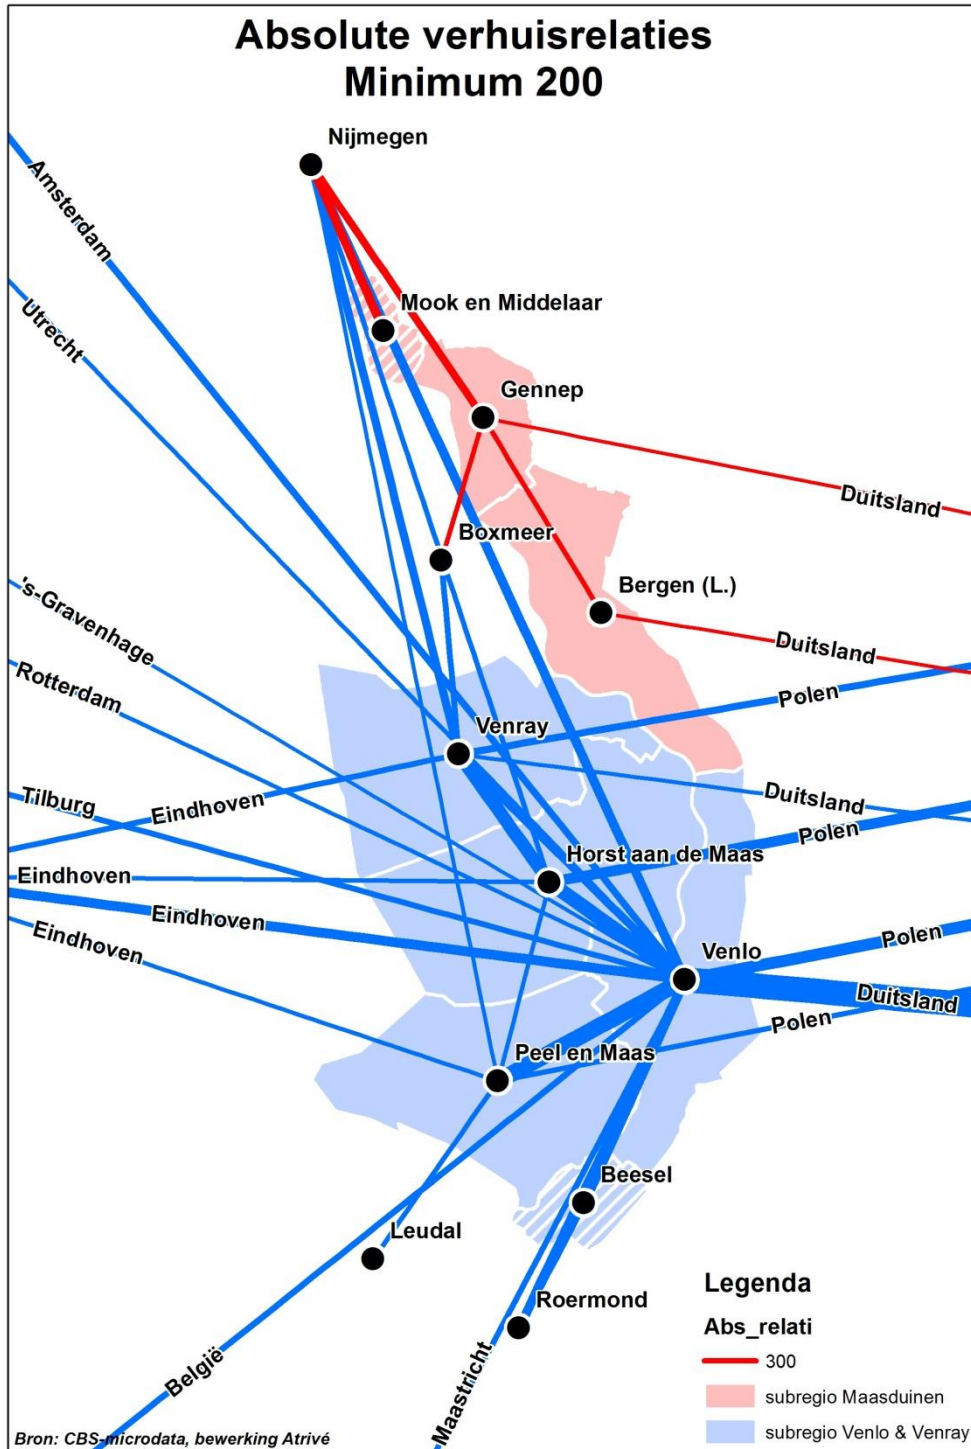 Absolute verhuisrelaties
Minimum 200
Nijmegen
Amsterdam
Mook en Middelaar
Utrecht
Gennep
Duitsland
Boxmeer
Bergen (L.)
's-Gravenhage
Duitsland
Rotterdam
Polen
Venray
Tilburg
Eindhoven
Duitsland
Polen
Horst aan de Maas
Eindhoven
Eindhoven
Polen
Eindhoven
Venlo
Duitsland
Polen
Peel en Maas
Beesel
Leudal
Roermond
België
Maastricht
Legenda
Abs_relati
300
subregio Maasduinen
subregio Venlo & Venray
Bron: CBS-microdata, bewerking Atrivé